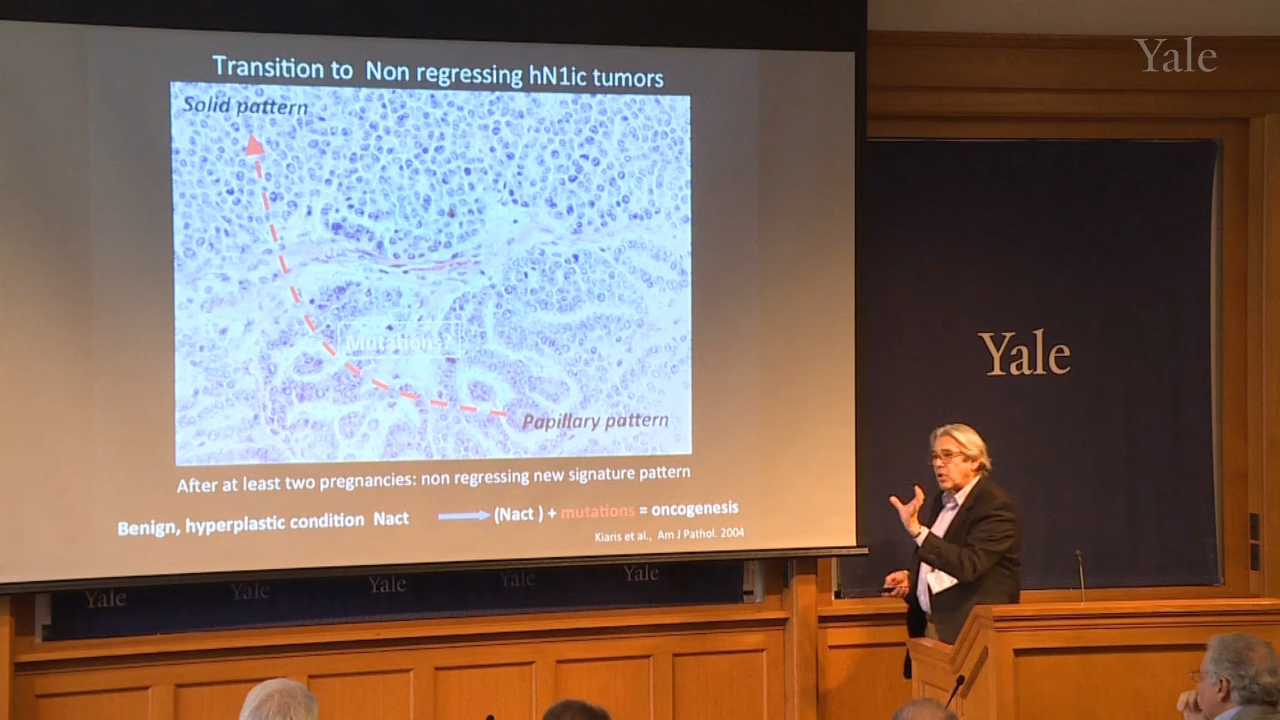 Transition to Non regressing hN1ic tumors
Solid pattern
Mutations?
Papillary pattern
After at least two pregnancies: non regressing new signature pattern
Benign, hyperplastic condition Nact (Nact ) + mutations = oncogenesis
Kiaris et al., Am J Pathol. 2004
Yale
Yale
Yale
Yale
Yale
Yale